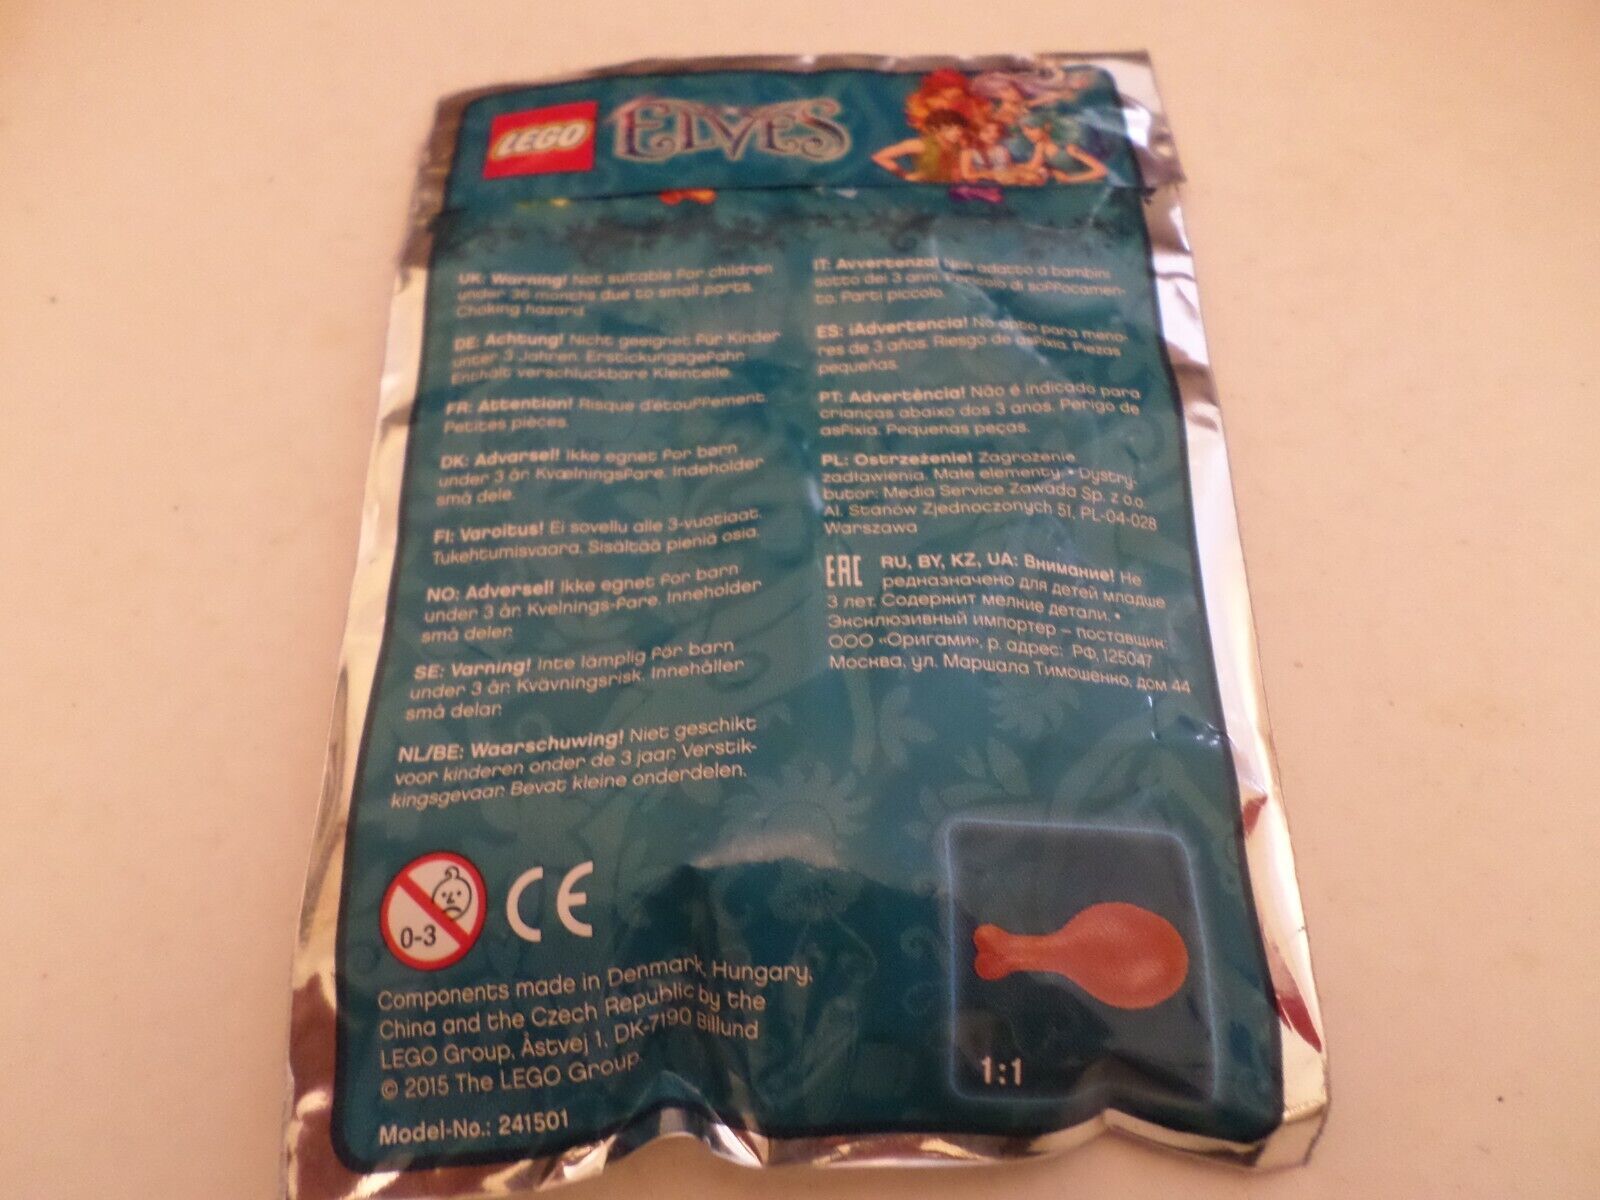 LEGO ELVES
UK: Warning! Not suitable for children
under 36 months due to small parts.
Choking hazard.
DE: Achtung! Nicht geeignet für Kinder
unter 3 Jahren. Erstickungsgefahr.
Enthält verschluckbare Kleinteile.
FR: Attention! Risque d'étouffement.
Petites pièces.
DK: Advarsel! Ikke egnet for børn
under 3 år. Kvælningsfare. Indeholder
små dele.
FI: Varoitus! Ei sovellu alle 3-vuotiaat.
Tukehtumisvaara. Sisältää pieniä osia.
NO: Adversel! Ikke egnet for barn
under 3 år. Kvelnings-fare. Inneholder
små deler.
SE: Varning! Inte lämplig för barn
under 3 år. Kvävningsrisk. Innehåller
små delar.
NL/BE: Waarschuwing! Niet geschikt
voor kinderen onder de 3 jaar. Verstik-
kingsgevaar. Bevat kleine onderdelen.
IT: Avvertenza! Non adatto a bambini
sotto dei 3 anni. Pericolo di soffocamen-
to. Parti piccolo.
ES: ¡Advertencia! No apto para meno-
res de 3 años. Riesgo de asfixia. Piezas
pequeñas.
PT: Advertência! Não é indicado para
crianças abaixo dos 3 anos. Perigo de
asfixia. Pequenas peças.
PL: Ostrzeżenie! Zagrożenie
zadławienia. Małe elementy. • Dystry-
butor: Media Service Zawada Sp. z o.o.
Al. Stanów Zjednoczonych 51, PL-04-028
Warszawa
EAC RU, BY, KZ, UA: Внимание! Не
редназначено для детей младше
3 лет. Содержит мелкие детали. •
Эксклюзивный импортер – поставщик:
ООО «Оригами», р. адрес: РФ, 125047
Москва, ул. Маршала Тимошенко, дом 44
0-3 CE
Components made in Denmark, Hungary,
China and the Czech Republic by the
LEGO Group, Åstvej 1, DK-7190 Billund
© 2015 The LEGO Group.
Model-No.: 241501
1:1